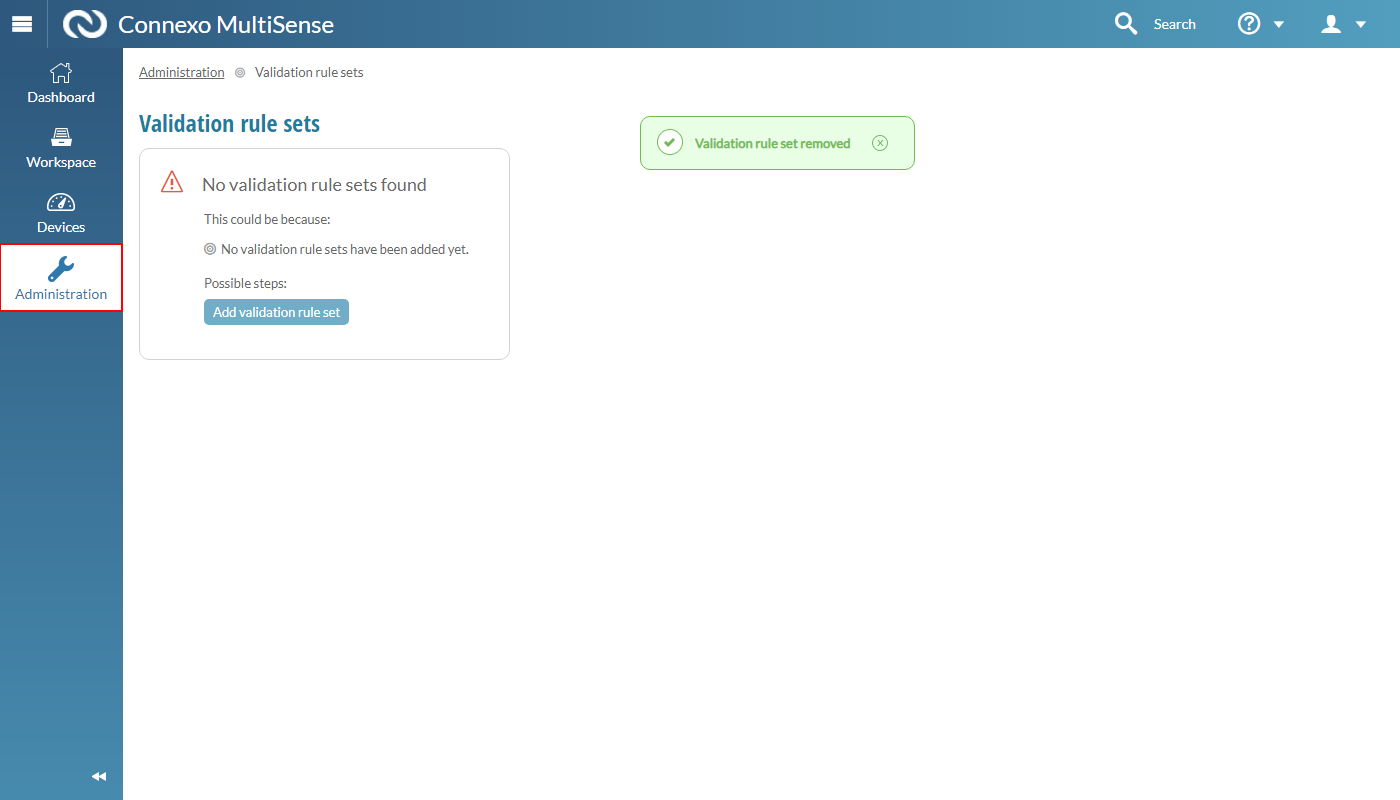 Connexo MultiSense
Search
Dashboard
Workspace
Devices
Administration
Administration Validation rule sets
Validation rule sets
Validation rule set removed
No validation rule sets found
This could be because:
No validation rule sets have been added yet.
Possible steps:
Add validation rule set